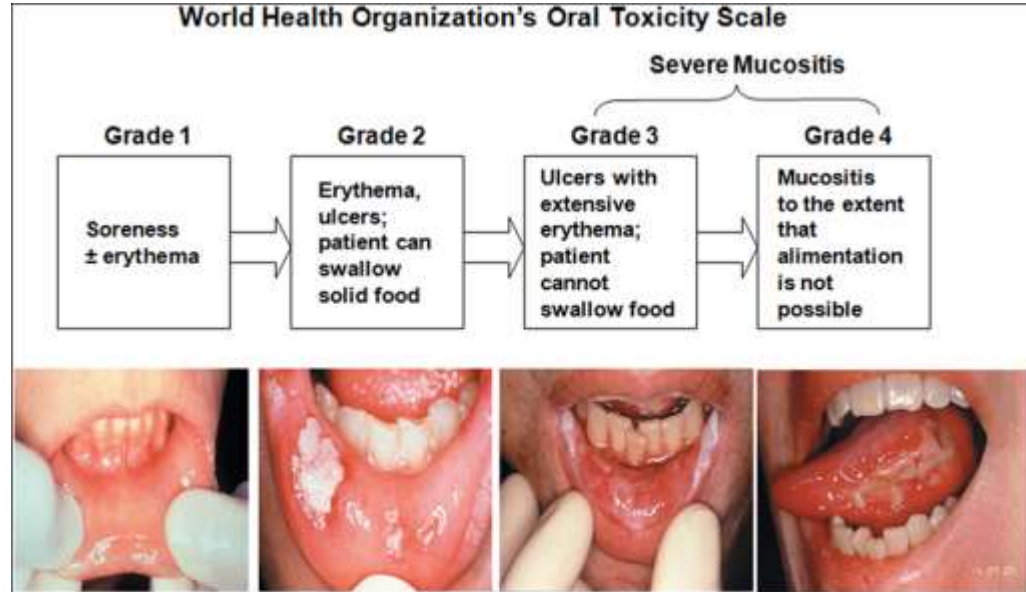 World Health Organization's Oral Toxicity Scale
Severe Mucositis
Grade 1
Grade 2
Grade 3
Grade 4
Soreness
± erythema
Erythema,
ulcers;
patient can
swallow
solid food
Ulcers with
extensive
erythema;
patient
cannot
swallow food
Mucositis
to the extent
that
alimentation
is not
possible